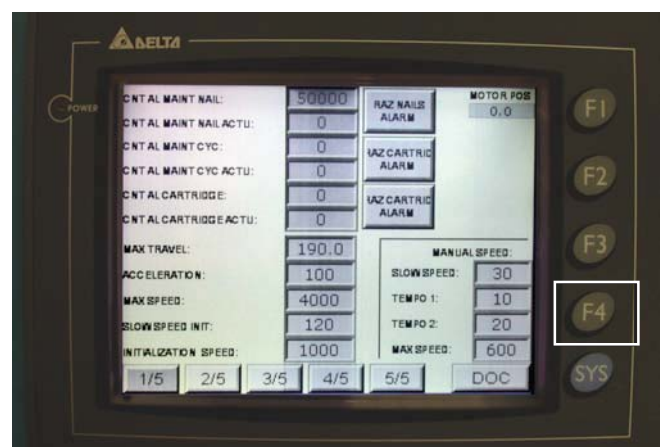 DELTA
POWER
CNT AL MAINT NAIL: 50000
RAZ NAILS ALARM
MOTOR POS
0.0
CNT AL MAINT NAIL ACTU: 0
CNT AL MAINT CYC: 0
RAZ CARTRIG ALARM
CNT AL MAINT CYC ACTU: 0
CNT AL CARTRIDGE: 0
RAZ CARTRIG ALARM
CNT AL CARTRIDGE ACTU: 0
MAX TRAVEL: 190.0
MANUAL SPEED:
ACCELERATION: 100
SLOW SPEED: 30
MAX SPEED: 4000
TEMPO 1: 10
SLOW SPEED INIT: 120
TEMPO 2: 20
INITIALIZATION SPEED: 1000
MAX SPEED: 600
1/5 2/5 3/5 4/5 5/5 DOC
F1
F2
F3
F4
SYS